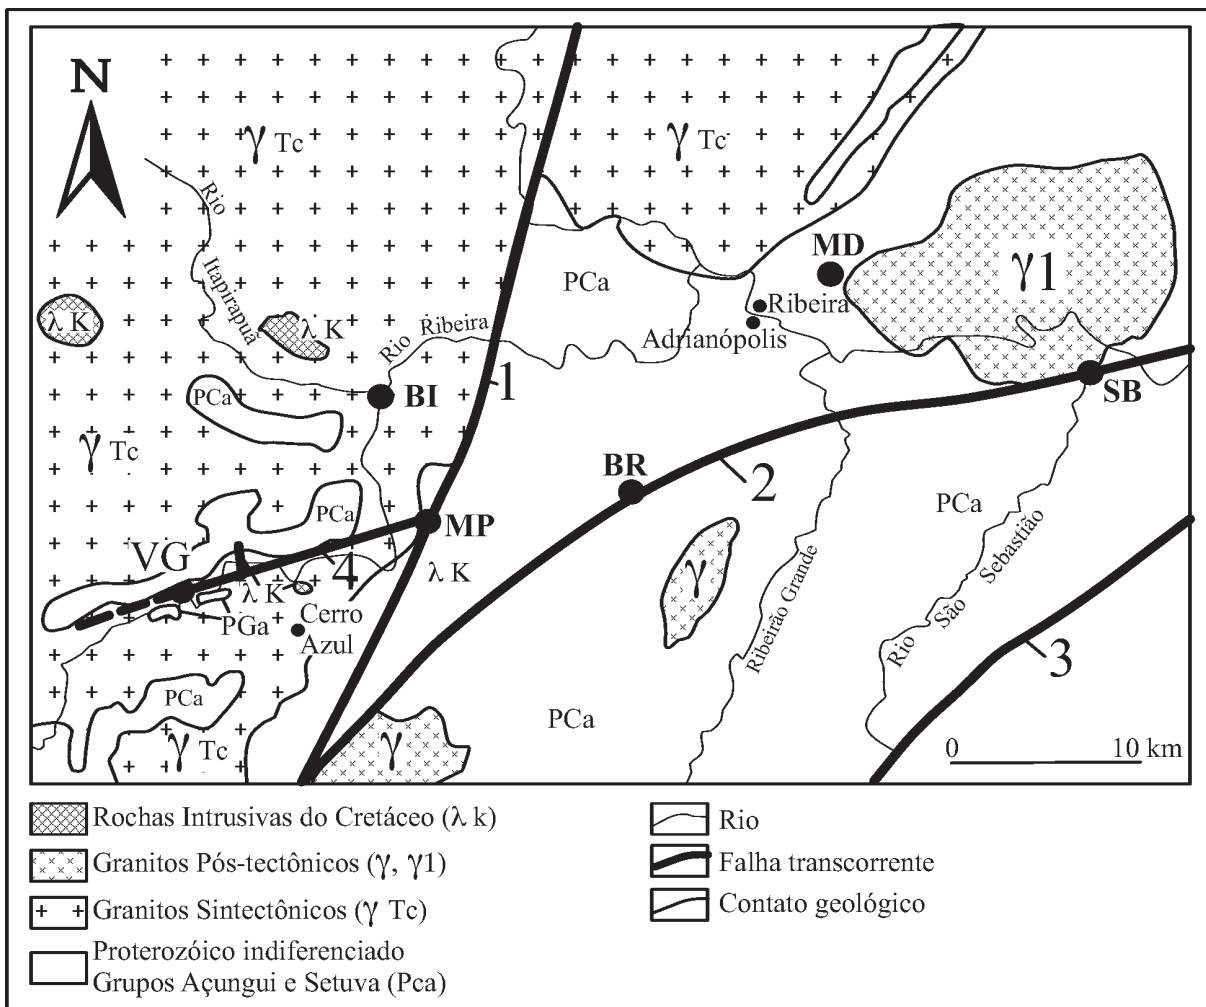 N
γ Tc
γ Tc
Rio
Itapirapuã
λ K
λ K
Rio
Ribeira
PCa
MD
γ1
Ribeira
Adrianópolis
PCa
BI
1
SB
γ Tc
BR
2
PCa
PCa
MP
VG
4
λ K
λ K
γ
Ribeirão Grande
Rio São Sebastião
PGa
Cerro
Azul
3
PCa
PCa
γ Tc
γ
0 10 km
Rochas Intrusivas do Cretáceo (λ k)
Granitos Pós-tectônicos (γ, γ1)
Granitos Sintectônicos (γ Tc)
Proterozóico indiferenciado
Grupos Açungui e Setuva (Pca)
Rio
Falha transcorrente
Contato geológico